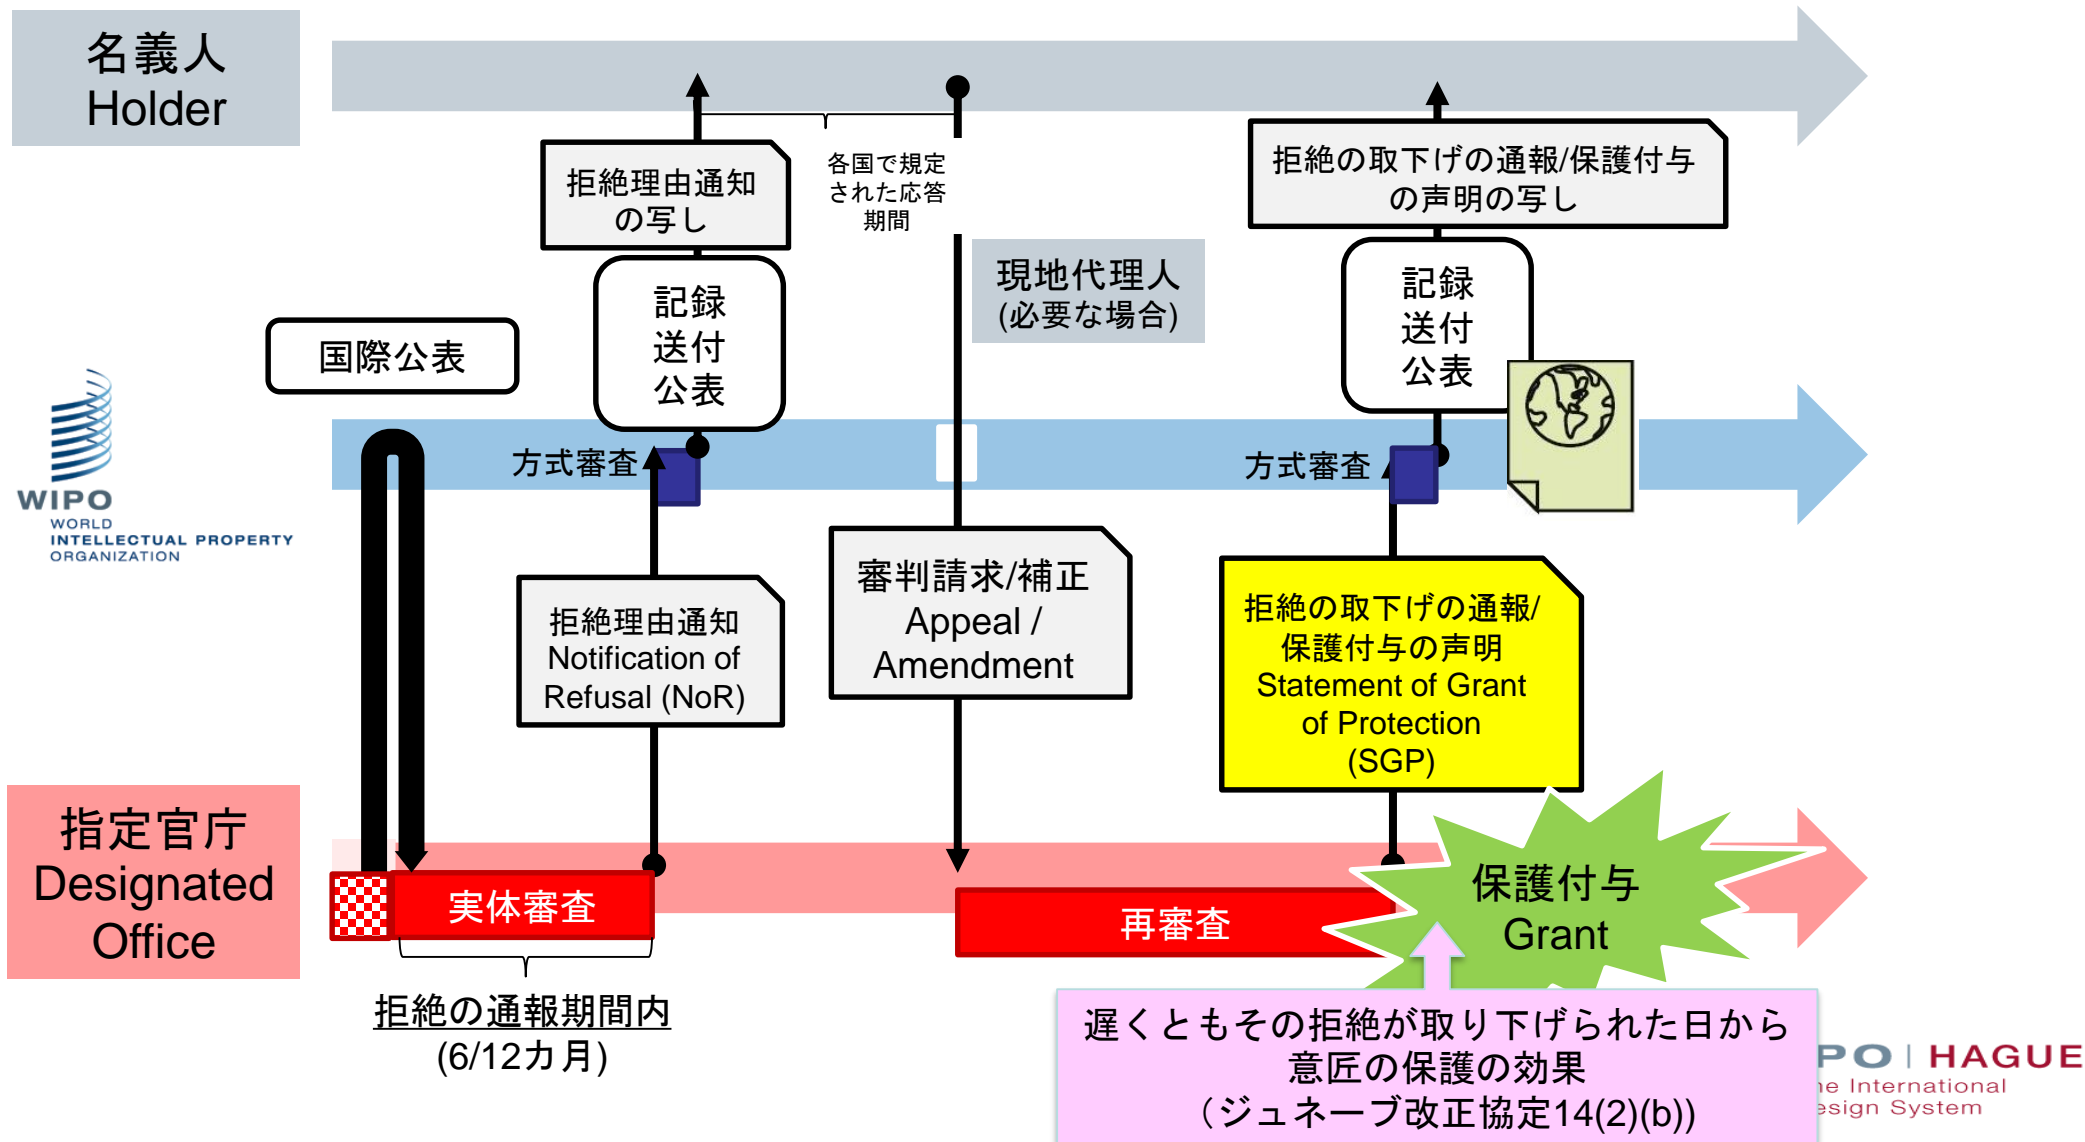 名義人
Holder
拒絶理由通知
の写し
各国で規定
された応答
期間
拒絶の取下げの通報/保護付与
の声明の写し
現地代理人
(必要な場合)
記録
送付
公表
記録
送付
公表
国際公表
WIPO
WORLD
INTELLECTUAL PROPERTY
ORGANIZATION
方式審査
方式審査
拒絶理由通知
Notification of
Refusal (NoR)
審判請求/補正
Appeal /
Amendment
拒絶の取下げの通報/
保護付与の声明
Statement of Grant
of Protection
(SGP)
指定官庁
Designated
Office
実体審査
再審査
保護付与
Grant
拒絶の通報期間内
(6/12カ月)
遅くともその拒絶が取り下げられた日から
意匠の保護の効果
（ジュネーブ改正協定14(2)(b))
PO | HAGUE
International
System